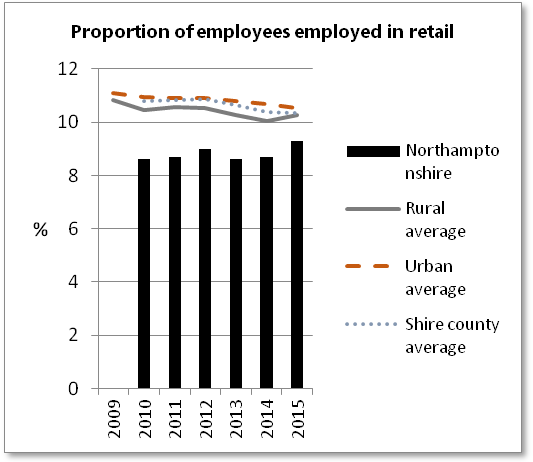 Proportion of employees employed in retail
12
10
8
6
4
2
0
%
2009
2010
2011
2012
2013
2014
2015
Northampto
nshire
Rural
average
Urban
average
Shire county
average